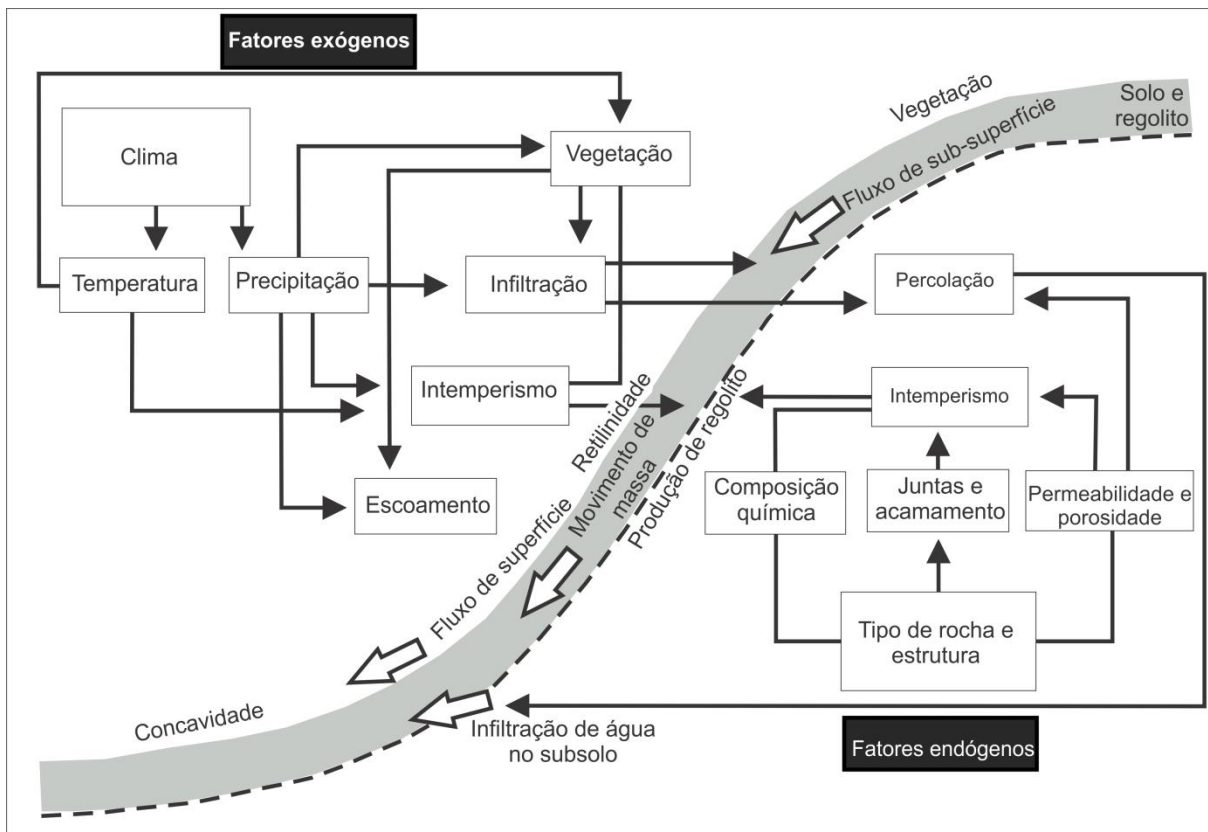 Fatores exógenos
Clima
Vegetação
Temperatura
Precipitação
Infiltração
Intemperismo
Escoamento
Vegetação
Fluxo de sub-superfície
Solo e
regolito
Percolação
Intemperismo
Composição
química
Juntas e
acamamento
Permeabilidade e
porosidade
Tipo de rocha e
estrutura
Retilinidade
Movimento de
massa
Produção de regolito
Fluxo de superfície
Concavidade
Infiltração de água
no subsolo
Fatores endógenos